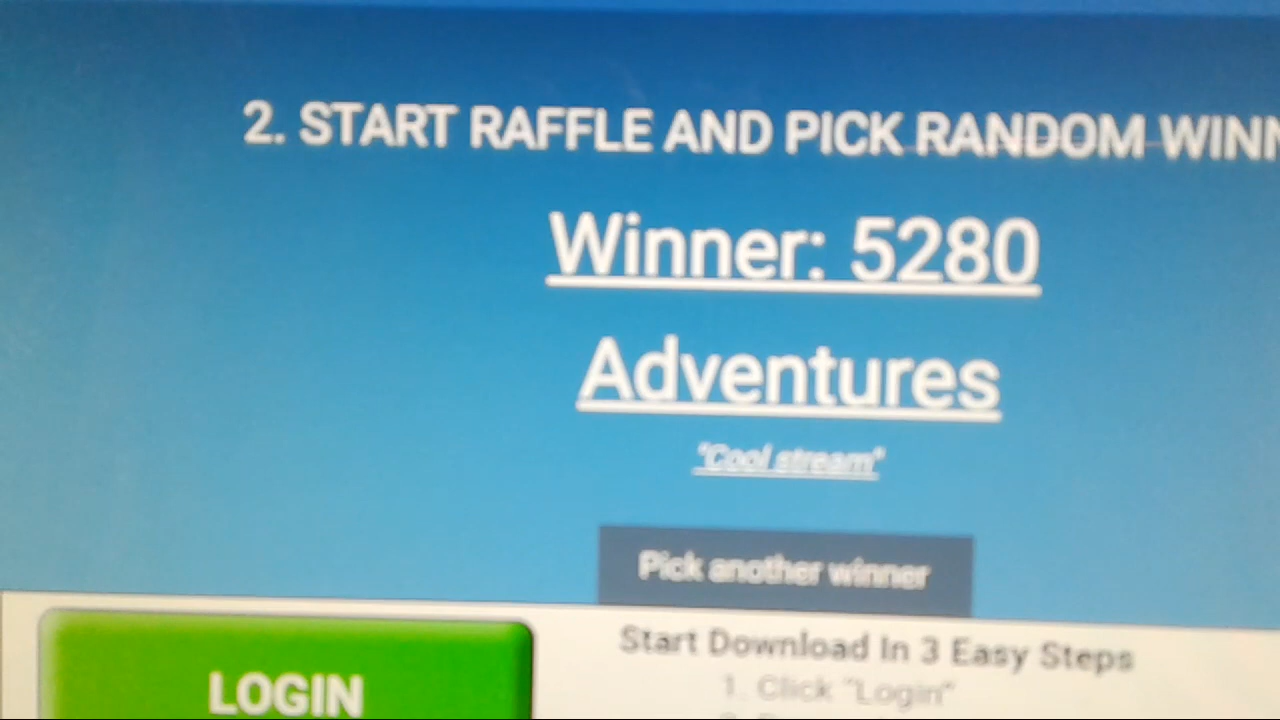 2. START RAFFLE AND PICK RANDOM
Winner: 5280
Adventures
"Cool stream"
Pick another winner
Start Download In 3 Easy Steps
LOGIN
1. Click "Login"